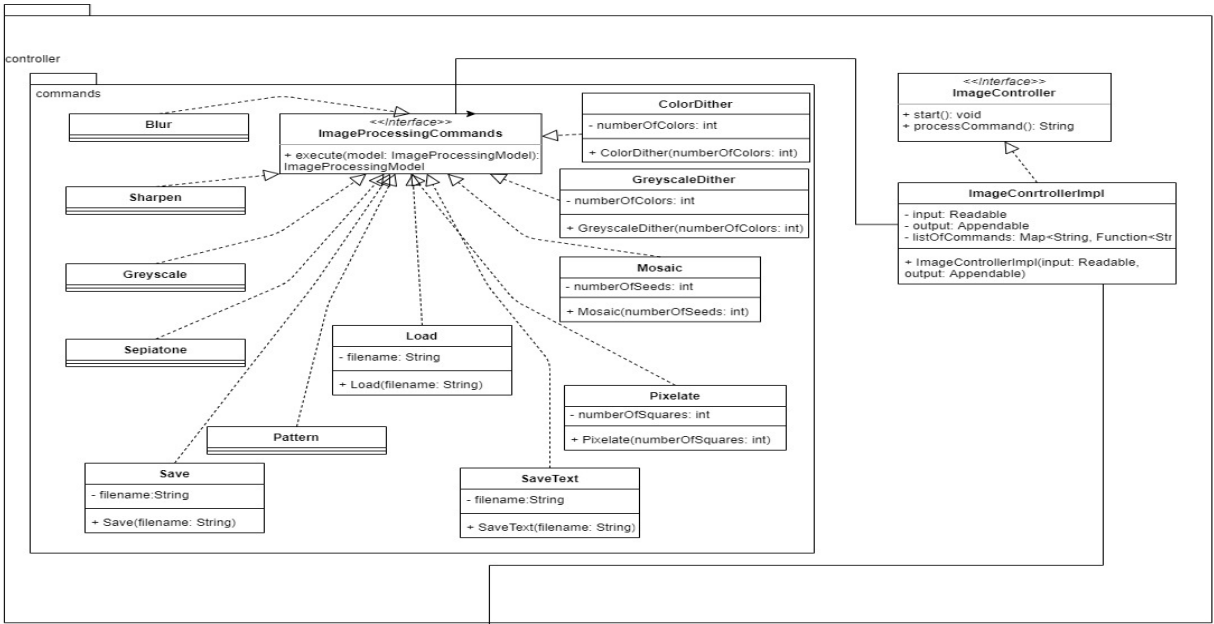 controller
commands
Blur
<<Interface>>
ImageProcessingCommands
+ execute(model: ImageProcessingModel):
ImageProcessingModel
ColorDither
- numberOfColors: int
+ ColorDither(numberOfColors: int)
<<Interface>>
ImageController
+ start(): void
+ processCommand(): String
Sharpen
GreyscaleDither
- numberOfColors: int
+ GreyscaleDither(numberOfColors: int)
ImageConrtrollerImpl
- input: Readable
- output: Appendable
- listOfCommands: Map<String, Function<Str
+ ImageControllerImpl(input: Readable,
output: Appendable)
Greyscale
Mosaic
- numberOfSeeds: int
+ Mosaic(numberOfSeeds: int)
Sepiatone
Load
- filename: String
+ Load(filename: String)
Pixelate
- numberOfSquares: int
+ Pixelate(numberOfSquares: int)
Pattern
Save
- filename:String
+ Save(filename: String)
SaveText
- filename:String
+ SaveText(filename: String)